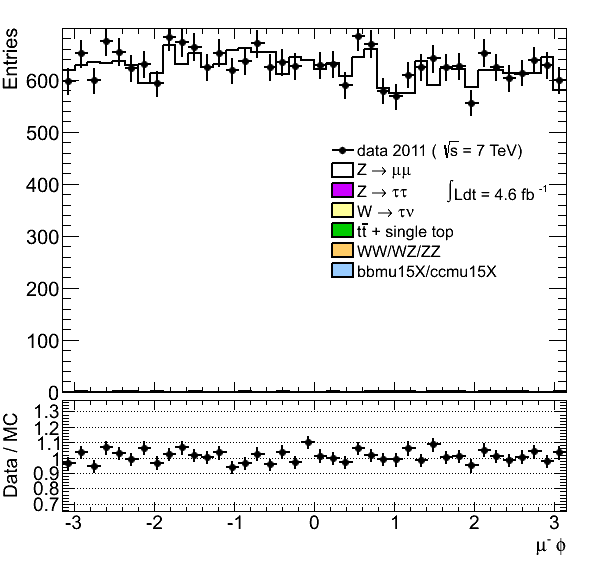 Entries
600
500
400
300
200
100
0
data 2011 ( √s = 7 TeV)
Z → μμ
Z → ττ
∫Ldt = 4.6 fb⁻¹
W → τν
tt̅ + single top
WW/WZ/ZZ
bbmu15X/ccmu15X
Data / MC
1.3
1.2
1.1
1
0.9
0.8
0.7
-3 -2 -1 0 1 2 3
μ⁻ ϕ